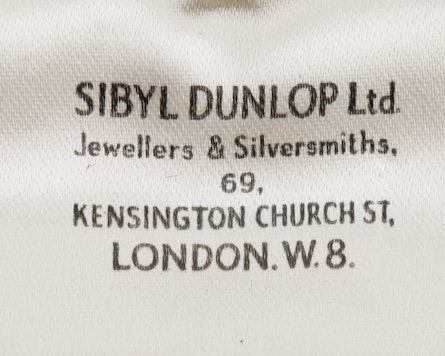 SIBYL DUNLOP Ltd.
Jewellers & Silversmiths,
69,
KENSINGTON CHURCH ST,
LONDON. W. 8.